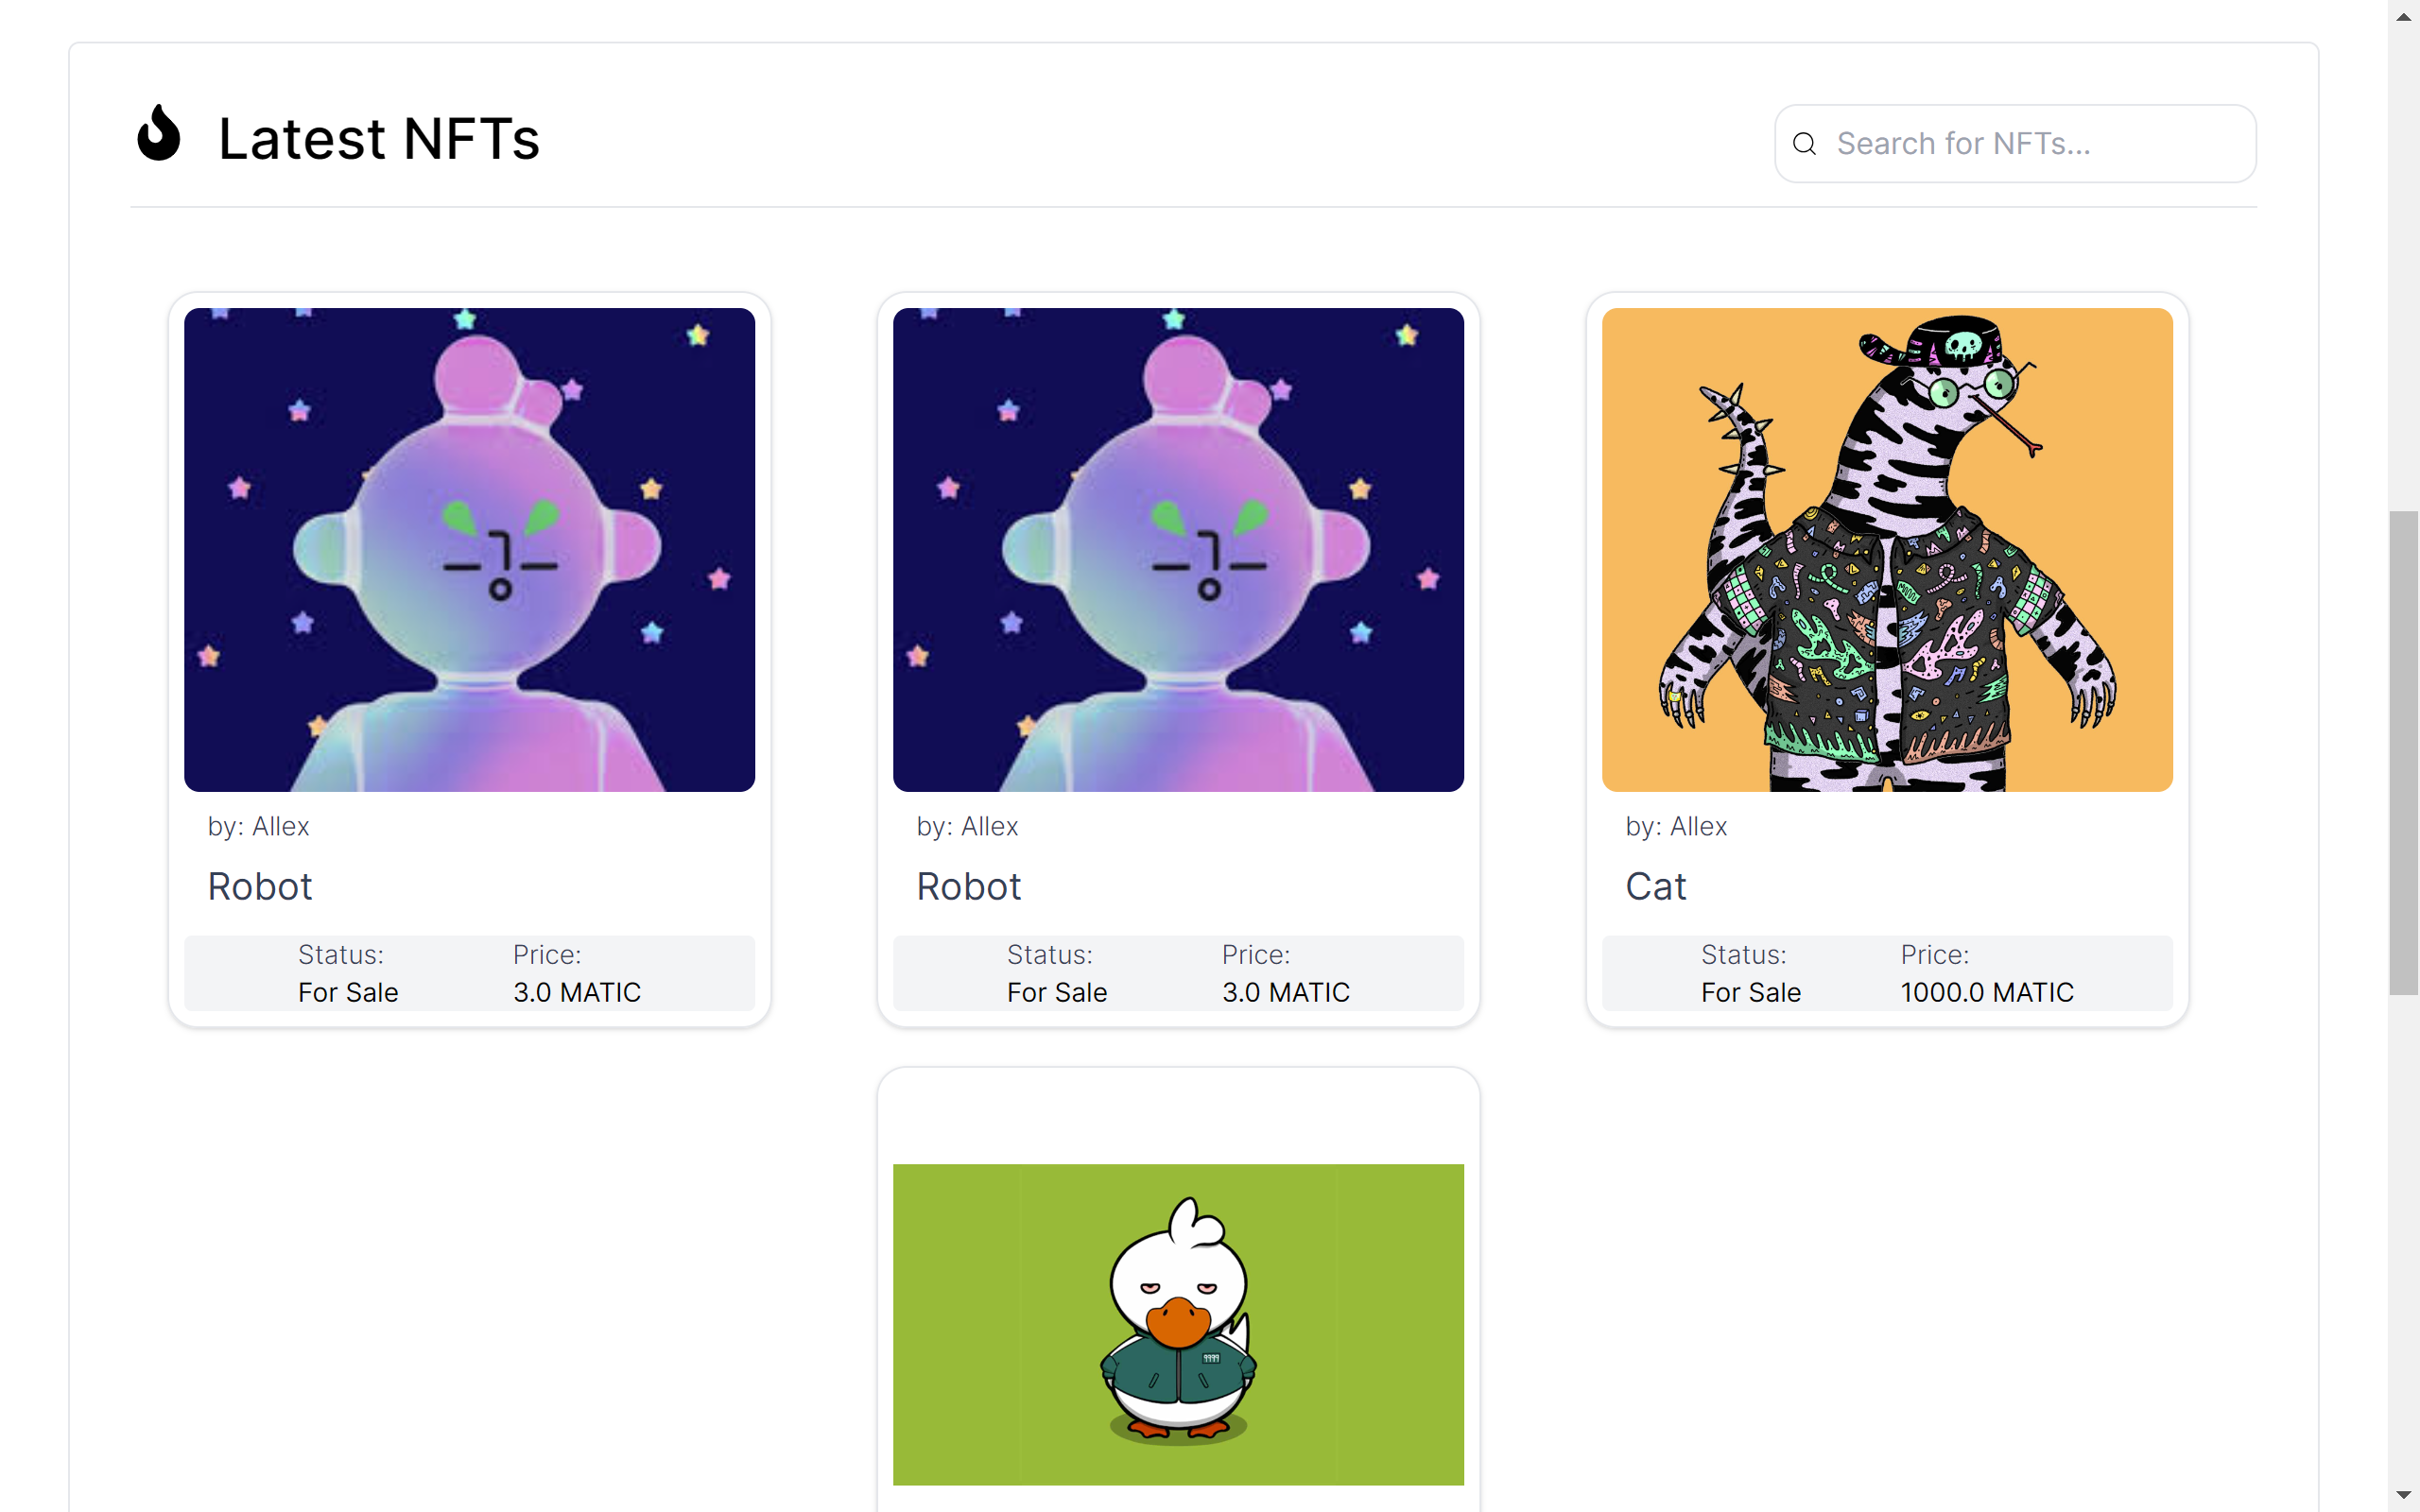 Latest NFTs
Search for NFTs...
by: Allex
Robot
Status:
For Sale
Price:
3.0 MATIC
by: Allex
Robot
Status:
For Sale
Price:
3.0 MATIC
by: Allex
Cat
Status:
For Sale
Price:
1000.0 MATIC